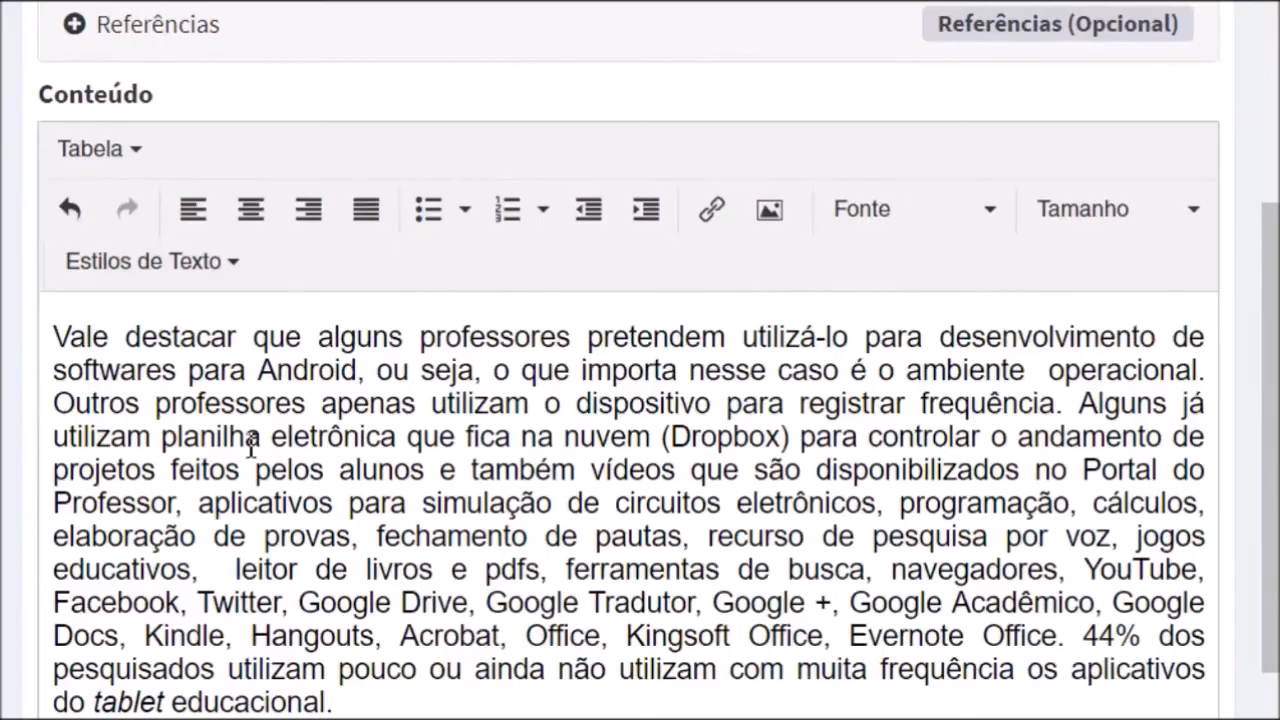 Referências
Referências (Opcional)
Conteúdo
Tabela
Fonte
Tamanho
Estilos de Texto
Vale destacar que alguns professores pretendem utilizá-lo para desenvolvimento de
softwares para Android, ou seja, o que importa nesse caso é o ambiente operacional.
Outros professores apenas utilizam o dispositivo para registrar frequência. Alguns já
utilizam planilha eletrônica que fica na nuvem (Dropbox) para controlar o andamento de
projetos feitos pelos alunos e também vídeos que são disponibilizados no Portal do
Professor, aplicativos para simulação de circuitos eletrônicos, programação, cálculos,
elaboração de provas, fechamento de pautas, recurso de pesquisa por voz, jogos
educativos, leitor de livros e pdfs, ferramentas de busca, navegadores, YouTube,
Facebook, Twitter, Google Drive, Google Tradutor, Google +, Google Acadêmico, Google
Docs, Kindle, Hangouts, Acrobat, Office, Kingsoft Office, Evernote Office. 44% dos
pesquisados utilizam pouco ou ainda não utilizam com muita frequência os aplicativos
do tablet educacional.